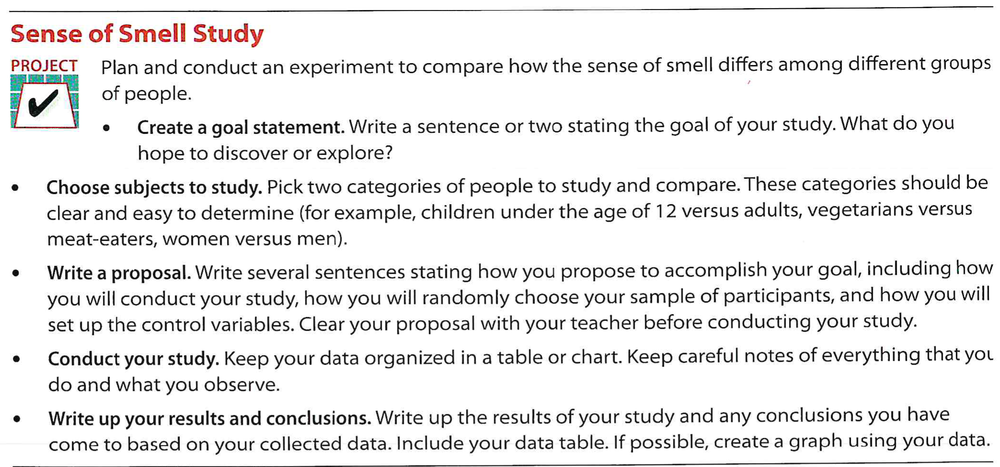 Sense of Smell Study
PROJECT
Plan and conduct an experiment to compare how the sense of smell differs among different groups
of people.
• Create a goal statement. Write a sentence or two stating the goal of your study. What do you
hope to discover or explore?
• Choose subjects to study. Pick two categories of people to study and compare. These categories should be
clear and easy to determine (for example, children under the age of 12 versus adults, vegetarians versus
meat-eaters, women versus men).
• Write a proposal. Write several sentences stating how you propose to accomplish your goal, including how
you will conduct your study, how you will randomly choose your sample of participants, and how you will
set up the control variables. Clear your proposal with your teacher before conducting your study.
• Conduct your study. Keep your data organized in a table or chart. Keep careful notes of everything that you
do and what you observe.
• Write up your results and conclusions. Write up the results of your study and any conclusions you have
come to based on your collected data. Include your data table. If possible, create a graph using your data.